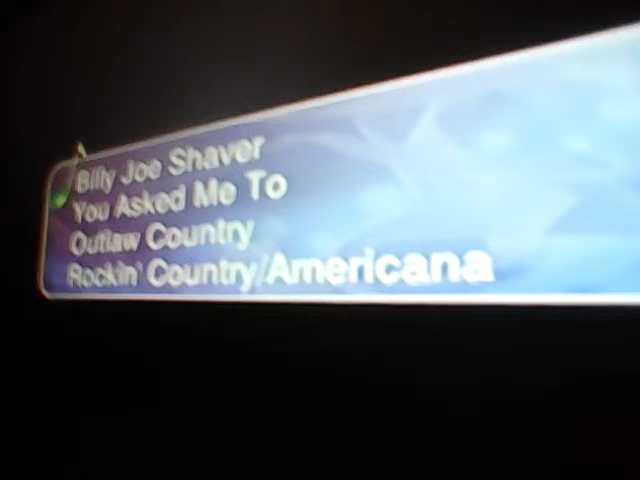 Billy Joe Shaver
You Asked Me To
Outlaw Country
Rockin' Country/Americana